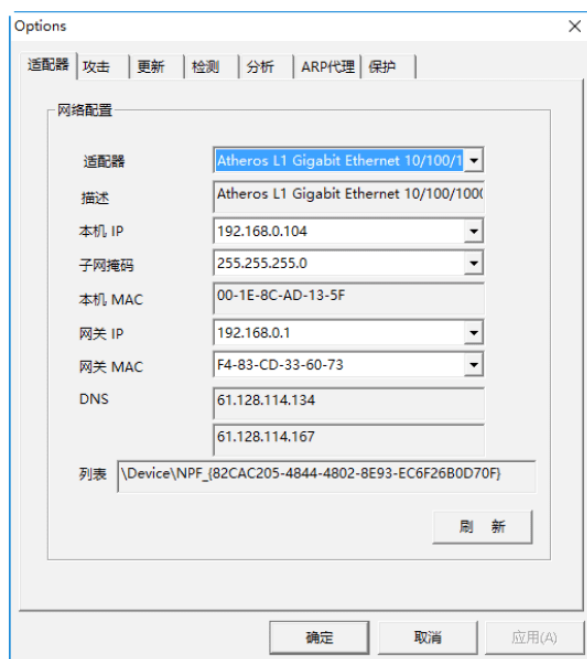 Options
适配器 攻击 更新 检测 分析 ARP代理 保护
网络配置
适配器 Atheros L1 Gigabit Ethernet 10/100/1
描述 Atheros L1 Gigabit Ethernet 10/100/1000
本机 IP 192.168.0.104
子网掩码 255.255.255.0
本机 MAC 00-1E-8C-AD-13-5F
网关 IP 192.168.0.1
网关 MAC F4-83-CD-33-60-73
DNS 61.128.114.134
61.128.114.167
列表 \Device\NPF_{82CAC205-4844-4802-8E93-EC6F26B0D70F}
刷 新
确定 取消 应用(A)